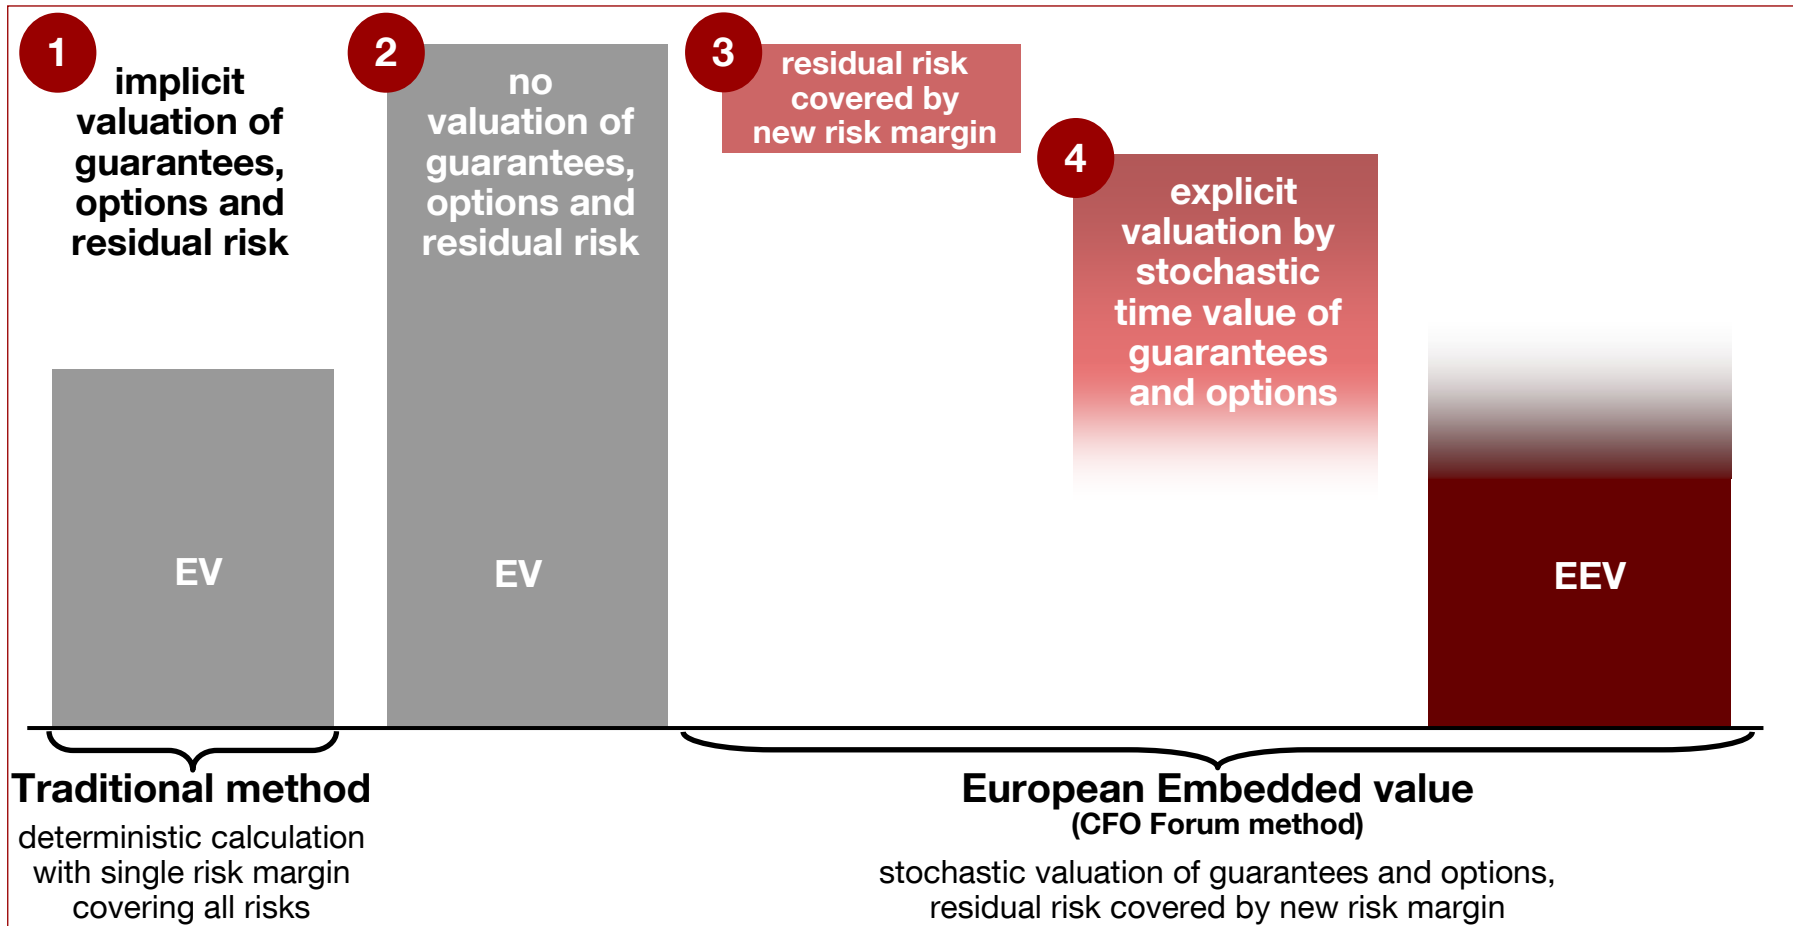 1
implicit
valuation of
guarantees,
options and
residual risk
EV
2
no
valuation of
guarantees,
options and
residual risk
EV
3
residual risk
covered by
new risk margin
4
explicit
valuation by
stochastic
time value of
guarantees
and options
EEV
Traditional method
deterministic calculation
with single risk margin
covering all risks
European Embedded value
(CFO Forum method)
stochastic valuation of guarantees and options,
residual risk covered by new risk margin